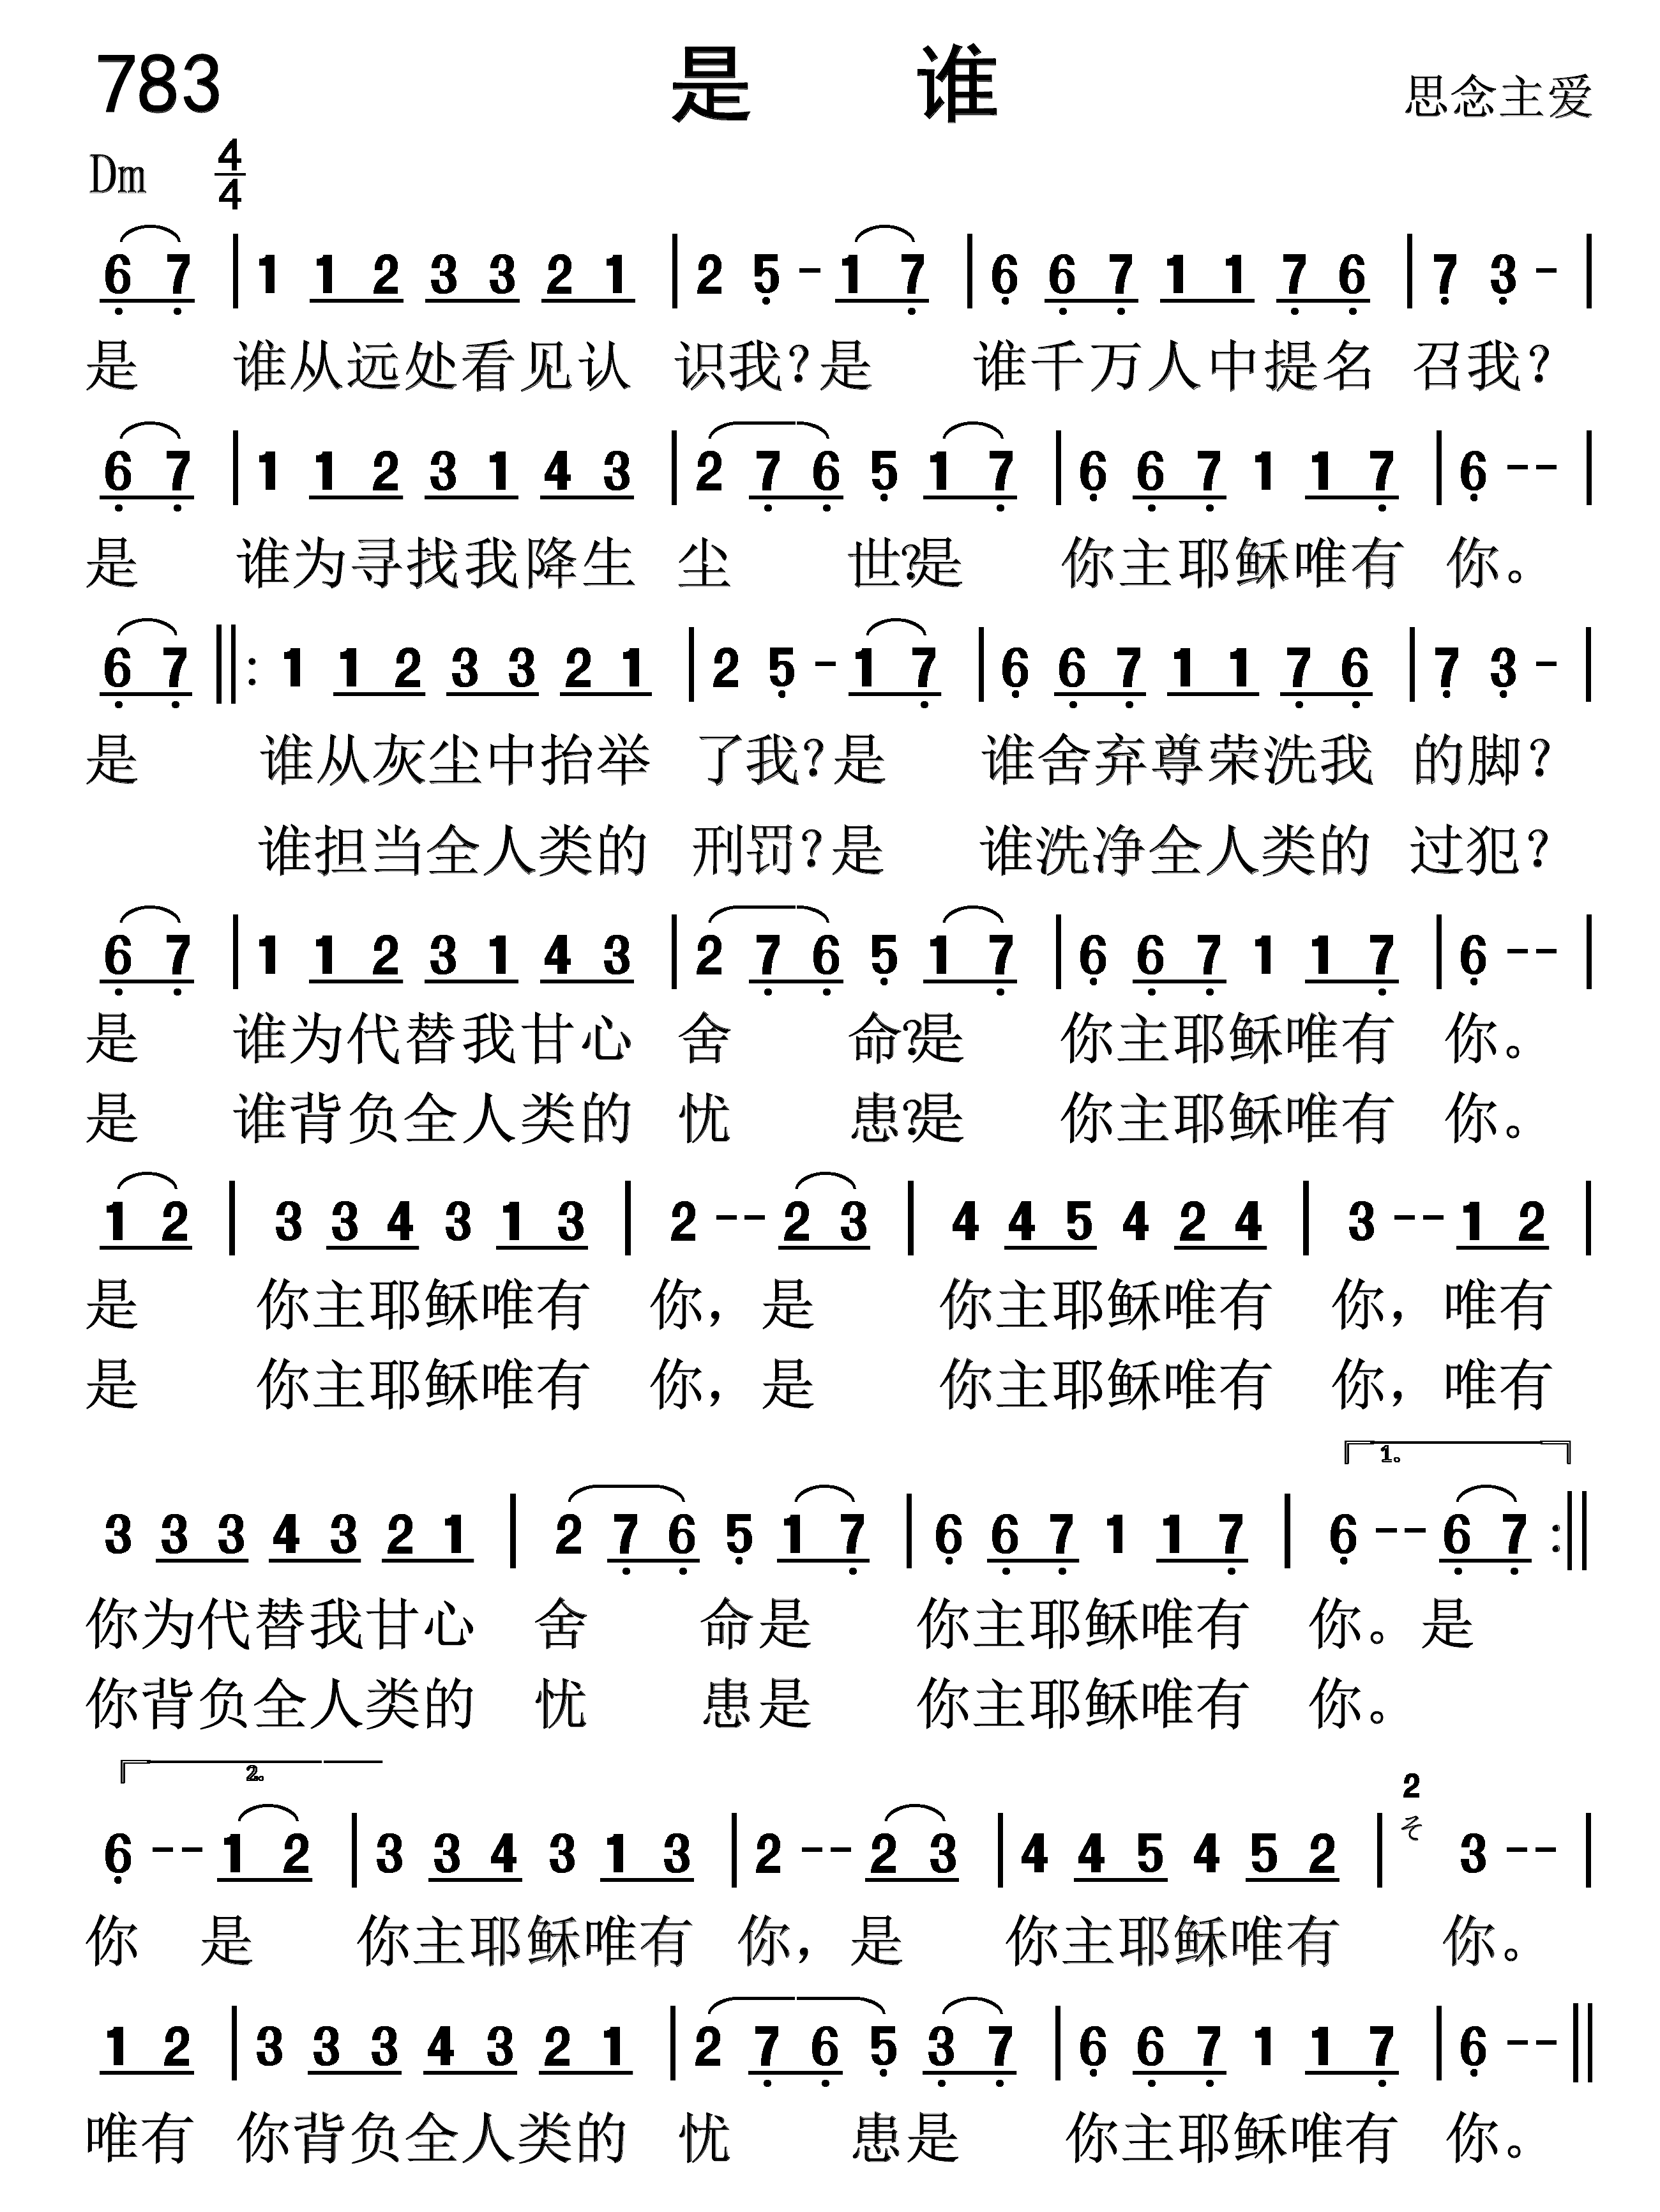 783 是 谁 思念主爱
Dm 4/4
6 7 | 1 1 2 3 3 2 1 | 2 5 - 1 7 | 6 6 7 1 1 7 6 | 7 3 - |
是 谁从远处看见认 识我?是 谁千万人中提名 召我?
6 7 | 1 1 2 3 1 4 3 | 2 7 6 5 1 7 | 6 6 7 1 1 7 | 6 - - |
是 谁为寻找我降生 尘 世?是 你主耶稣唯有 你。
6 7 ‖: 1 1 2 3 3 2 1 | 2 5 - 1 7 | 6 6 7 1 1 7 6 | 7 3 - |
是 谁从灰尘中抬举 了我?是 谁舍弃尊荣洗我 的脚?
谁担当全人类的 刑罚?是 谁洗净全人类的 过犯?
6 7 | 1 1 2 3 1 4 3 | 2 7 6 5 1 7 | 6 6 7 1 1 7 | 6 - - |
是 谁为代替我甘心 舍 命?是 你主耶稣唯有 你。
是 谁背负全人类的 忧 患?是 你主耶稣唯有 你。
1 2 | 3 3 4 3 1 3 | 2 - - 2 3 | 4 4 5 4 2 4 | 3 - - 1 2 |
是 你主耶稣唯有 你，是 你主耶稣唯有 你，唯有
是 你主耶稣唯有 你，是 你主耶稣唯有 你，唯有
1。
3 3 3 4 3 2 1 | 2 7 6 5 1 7 | 6 6 7 1 1 7 | 6 - - 6 7 :‖
你为代替我甘心 舍 命是 你主耶稣唯有 你。是
你背负全人类的 忧 患是 你主耶稣唯有 你。
2。 2
6 - - 1 2 | 3 3 4 3 1 3 | 2 - - 2 3 | 4 4 5 4 5 2 | そ 3 - - |
你 是 你主耶稣唯有 你，是 你主耶稣唯有 你。
1 2 | 3 3 3 4 3 2 1 | 2 7 6 5 3 7 | 6 6 7 1 1 7 | 6 - - ‖
唯有 你背负全人类的 忧 患是 你主耶稣唯有 你。